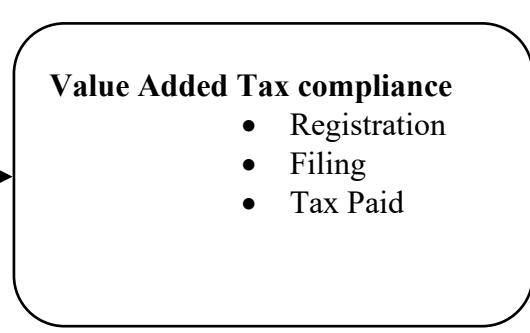 Value Added Tax compliance
• Registration
• Filing
• Tax Paid